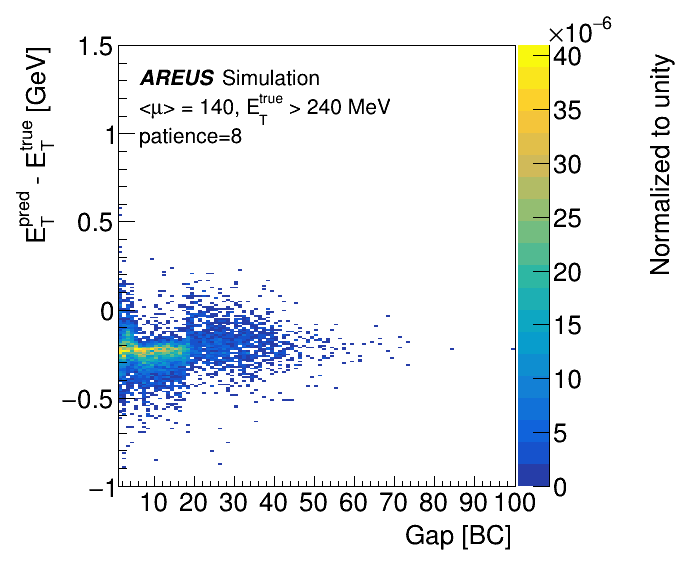 ×10⁻⁶
AREUS Simulation
<μ> = 140, E_T^true > 240 MeV
patience=8
E_T^pred - E_T^true [GeV]
1.5
1
0.5
0
−0.5
−1
10 20 30 40 50 60 70 80 90 100
Gap [BC]
40
35
30
25
20
15
10
5
0
Normalized to unity